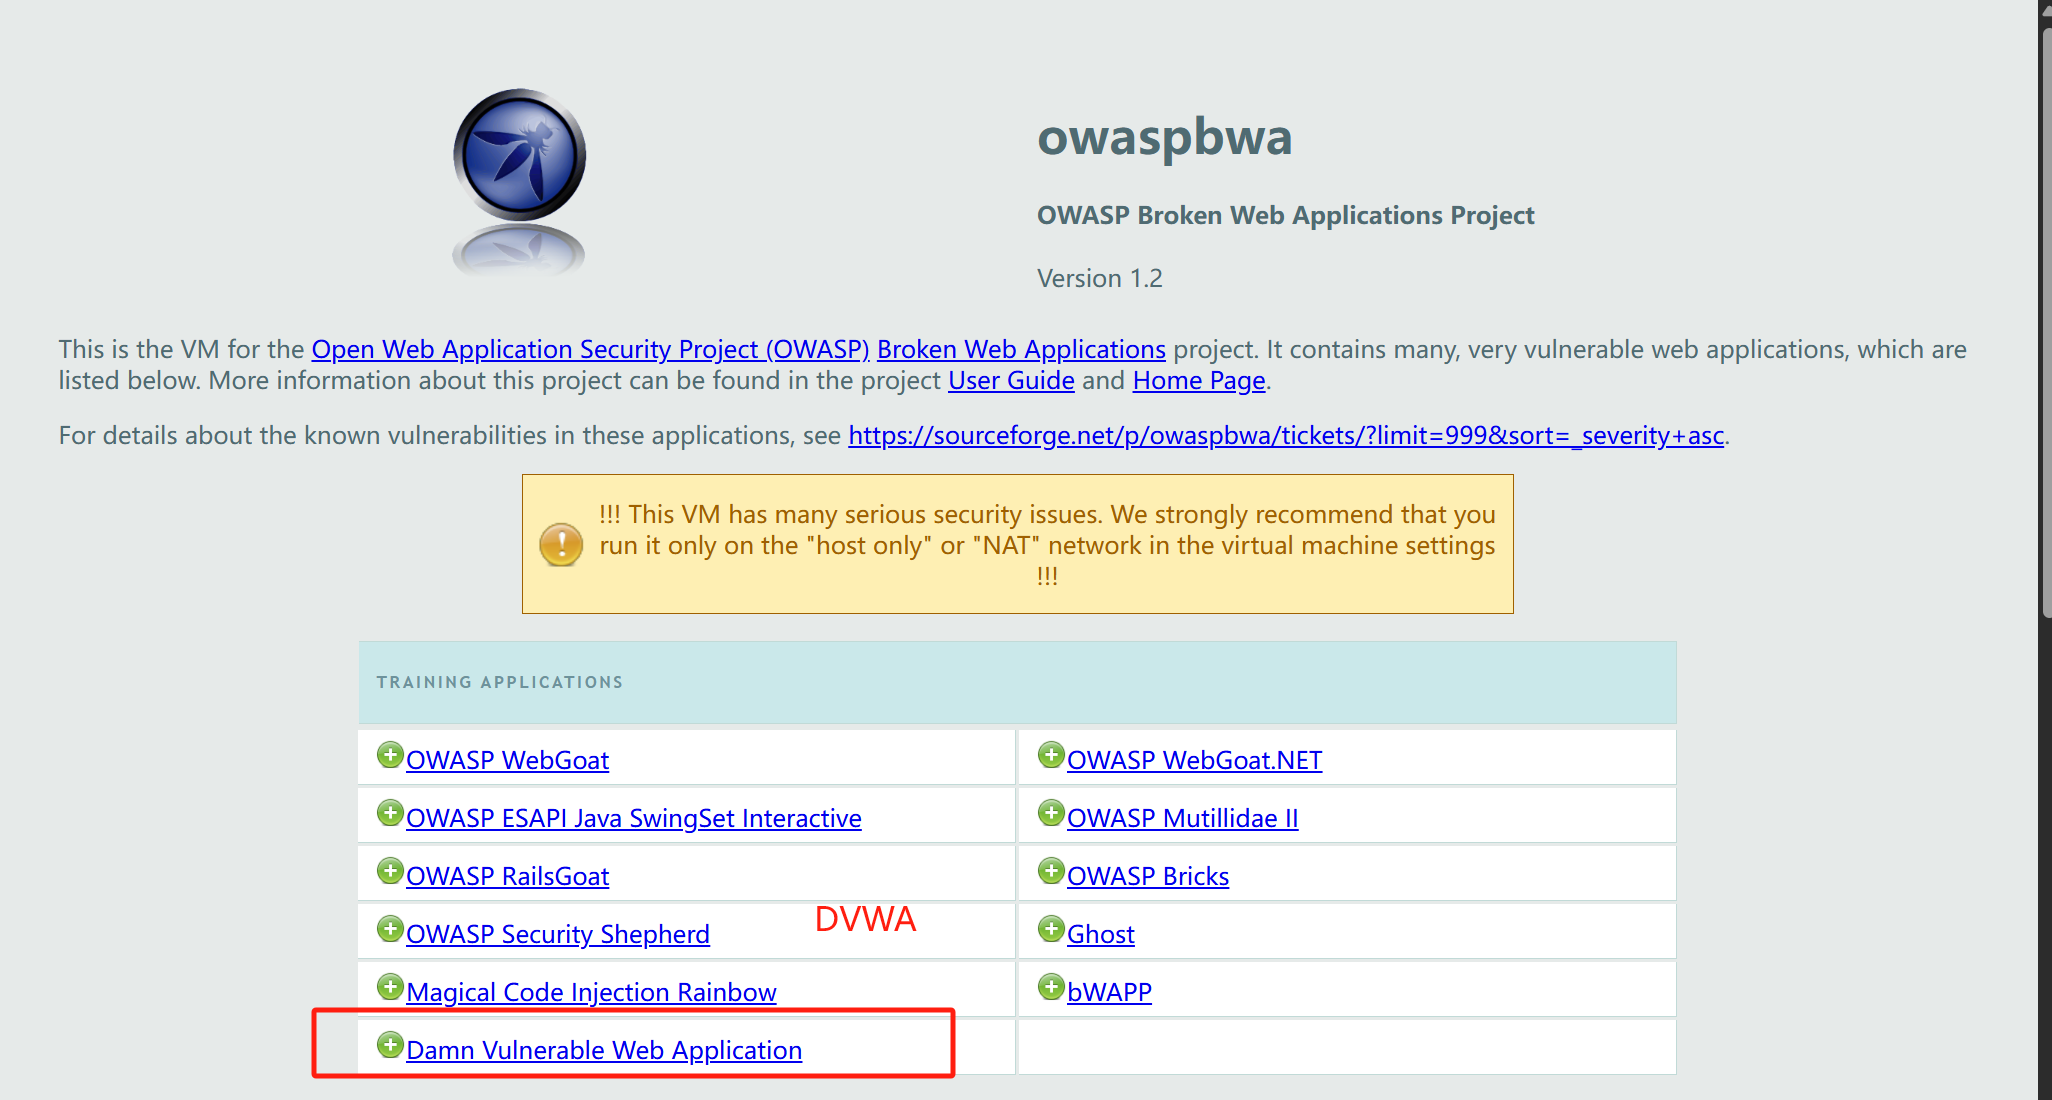 owaspbwa
OWASP Broken Web Applications Project
Version 1.2
This is the VM for the Open Web Application Security Project (OWASP) Broken Web Applications project. It contains many, very vulnerable web applications, which are
listed below. More information about this project can be found in the project User Guide and Home Page.
For details about the known vulnerabilities in these applications, see https://sourceforge.net/p/owaspbwa/tickets/?limit=999&sort=_severity+asc.
!!! This VM has many serious security issues. We strongly recommend that you
run it only on the "host only" or "NAT" network in the virtual machine settings
!!!
TRAINING APPLICATIONS
OWASP WebGoat
OWASP WebGoat.NET
OWASP ESAPI Java SwingSet Interactive
OWASP Mutillidae II
OWASP RailsGoat
OWASP Bricks
DVWA
OWASP Security Shepherd
Ghost
Magical Code Injection Rainbow
bWAPP
Damn Vulnerable Web Application